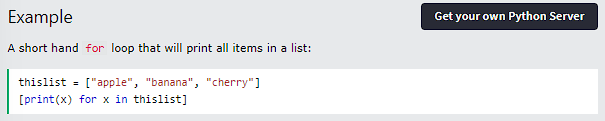 Example
Get your own Python Server
A short hand for loop that will print all items in a list:
thislist = ["apple", "banana", "cherry"]
[print(x) for x in thislist]